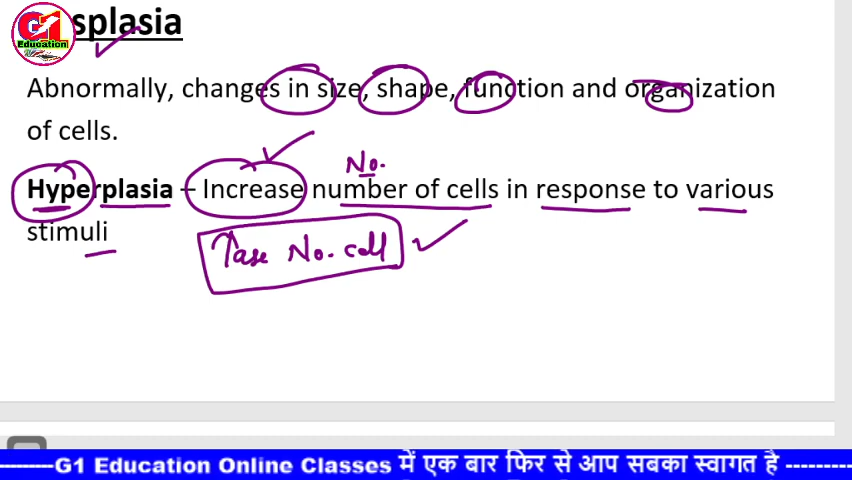 splasia
G1
Education
Abnormally, changes in size, shape, function and organization
of cells.
No.
Hyperplasia – Increase number of cells in response to various
stimuli
↑ase No. cell
---------G1 Education Online Classes में एक बार फिर से आप सबका स्वागत है ---------